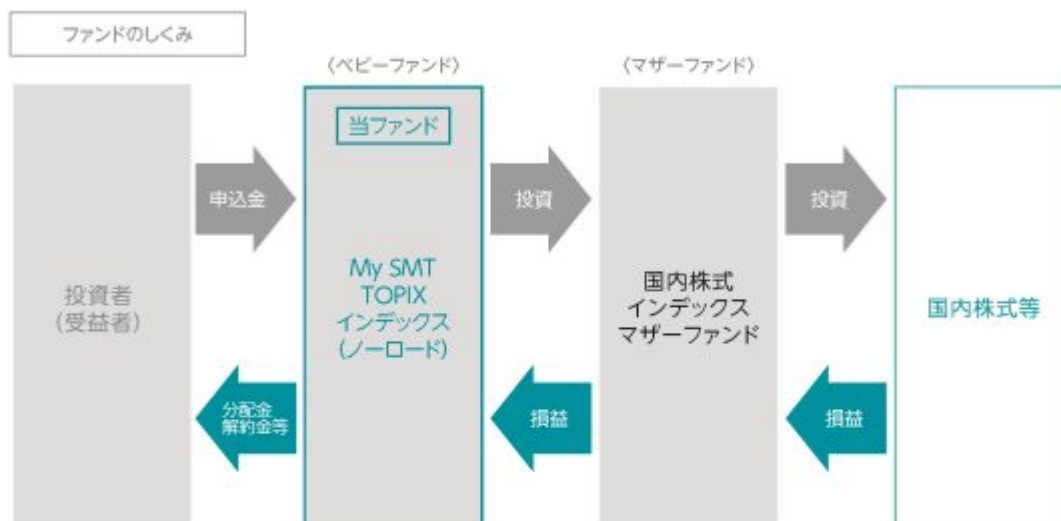 ファンドのしくみ
〈ベビーファンド〉
〈マザーファンド〉
当ファンド
申込金
投資
投資
投資者
(受益者)
My SMT
TOPIX
インデックス
(ノーロード)
国内株式
インデックス
マザーファンド
国内株式等
分配金
解約金等
損益
損益